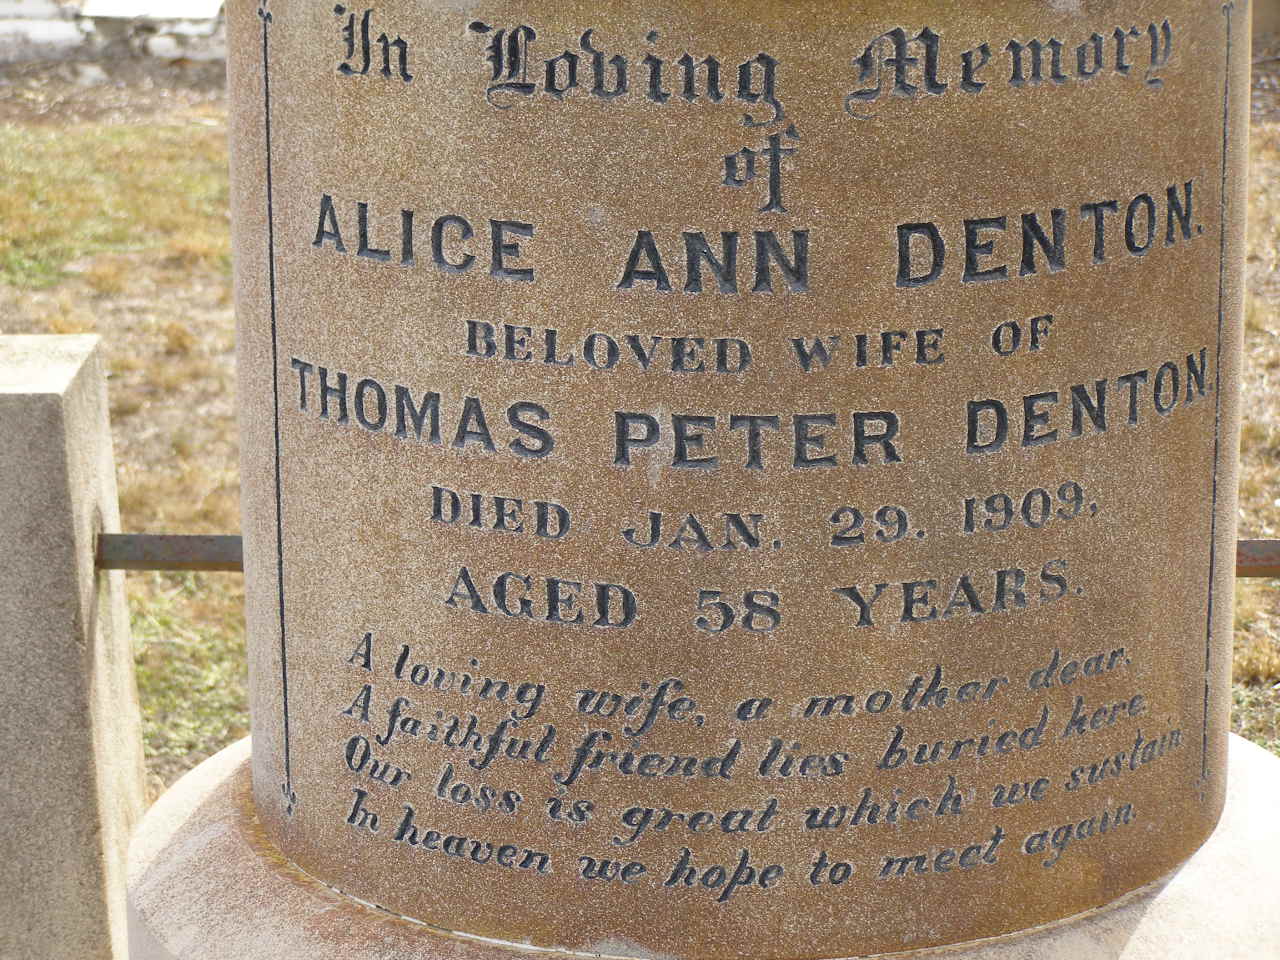 In Loving Memory
of
ALICE ANN DENTON.
BELOVED WIFE OF
THOMAS PETER DENTON.
DIED JAN. 29. 1909,
AGED 58 YEARS.
A loving wife, a mother dear,
A faithful friend lies buried here.
Our loss is great which we sustain
In heaven we hope to meet again.